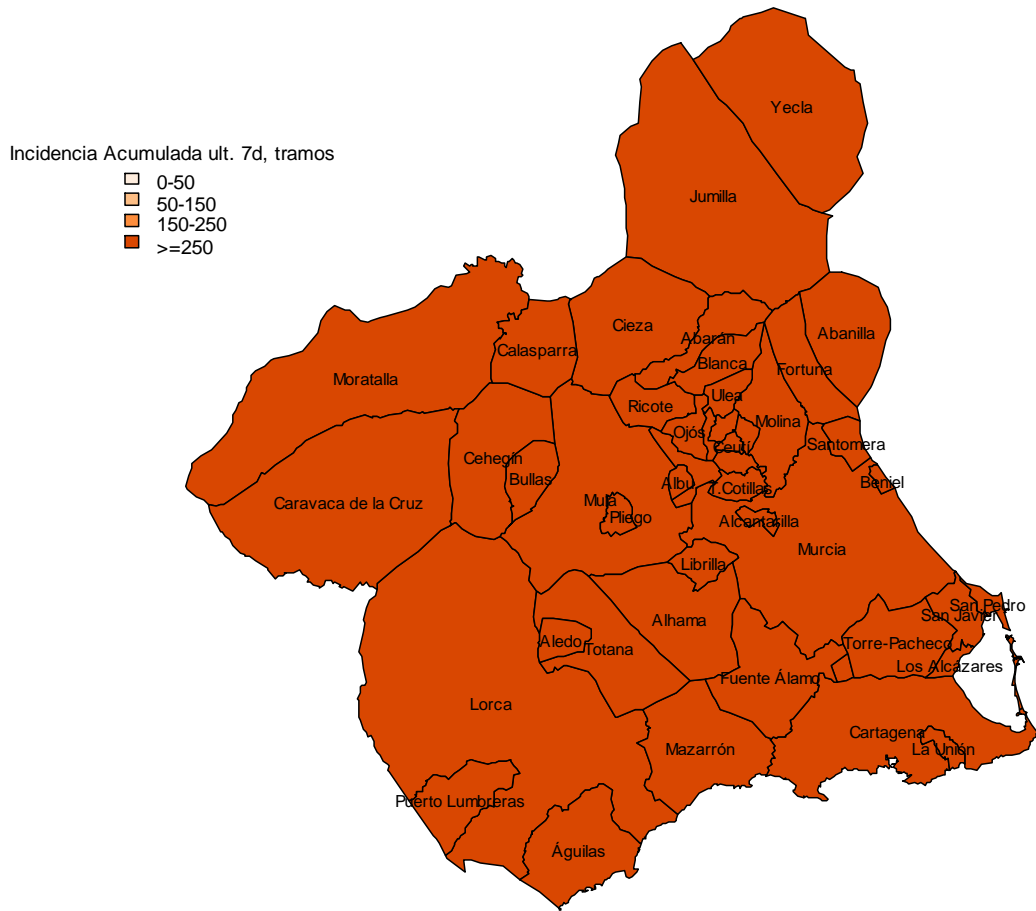 Incidencia Acumulada ult. 7d, tramos
0-50
50-150
150-250
>=250
Yecla
Jumilla
Cieza
Abarán
Abanilla
Calasparra
Blanca
Fortuna
Moratalla
Ulea
Ricote
Molina
Ojós
Ceutí
Santomera
Cehegín
Bullas
Albu
T.Cotillas
Beniel
Caravaca de la Cruz
Mula
Pliego
Alcantarilla
Murcia
Librilla
San Pedro
San Javier
Alhama
Aledo
Totana
Torre-Pacheco
Los Alcázares
Fuente Álamo
Lorca
Cartagena
La Unión
Mazarrón
Puerto Lumbreras
Águilas